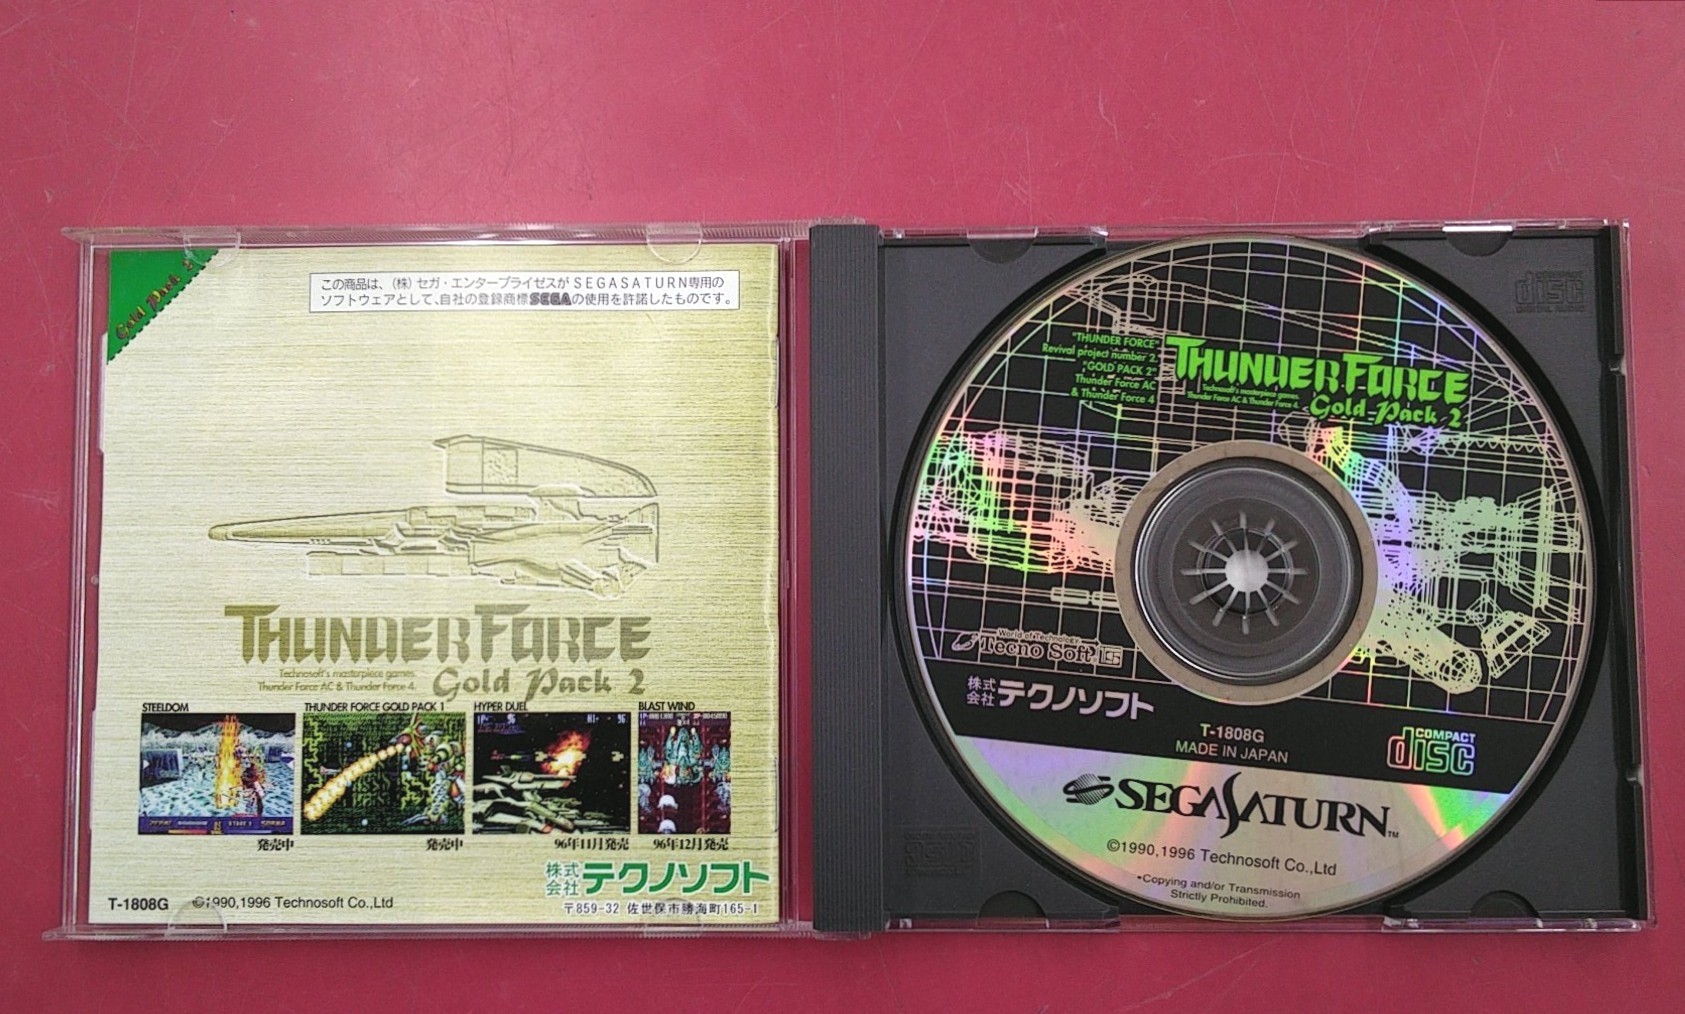 Gold Pack 2
この商品は、(株)セガ・エンタープライゼスがSEGASATURN専用の
ソフトウェアとして、自社の登録商標SEGAの使用を許諾したものです。
THUNDER FORCE
Technosoft's masterpiece games.
Thunder Force AC & Thunder Force 4.
Gold Pack 2
STEELDOM
THUNDER FORCE GOLD PACK 1
HYPER DUEL
BLAST WIND
発売中
発売中
96年11月発売
96年12月発売
株式会社テクノソフト
〒859-32 佐世保市勝海町165-1
T-1808G ©1990,1996 Technosoft Co.,Ltd
"THUNDER FORCE"
Revival project number 2.
"GOLD PACK 2"
Thunder Force AC
& Thunder Force 4
THUNDER FORCE
Technosoft's masterpiece games.
Thunder Force AC & Thunder Force 4.
Gold Pack 2
World of Technology
Tecno Soft
株式会社テクノソフト
T-1808G
MADE IN JAPAN
COMPACT
disc
SEGA SATURN™
©1990,1996 Technosoft Co.,Ltd
•Copying and/or Transmission
Strictly Prohibited.